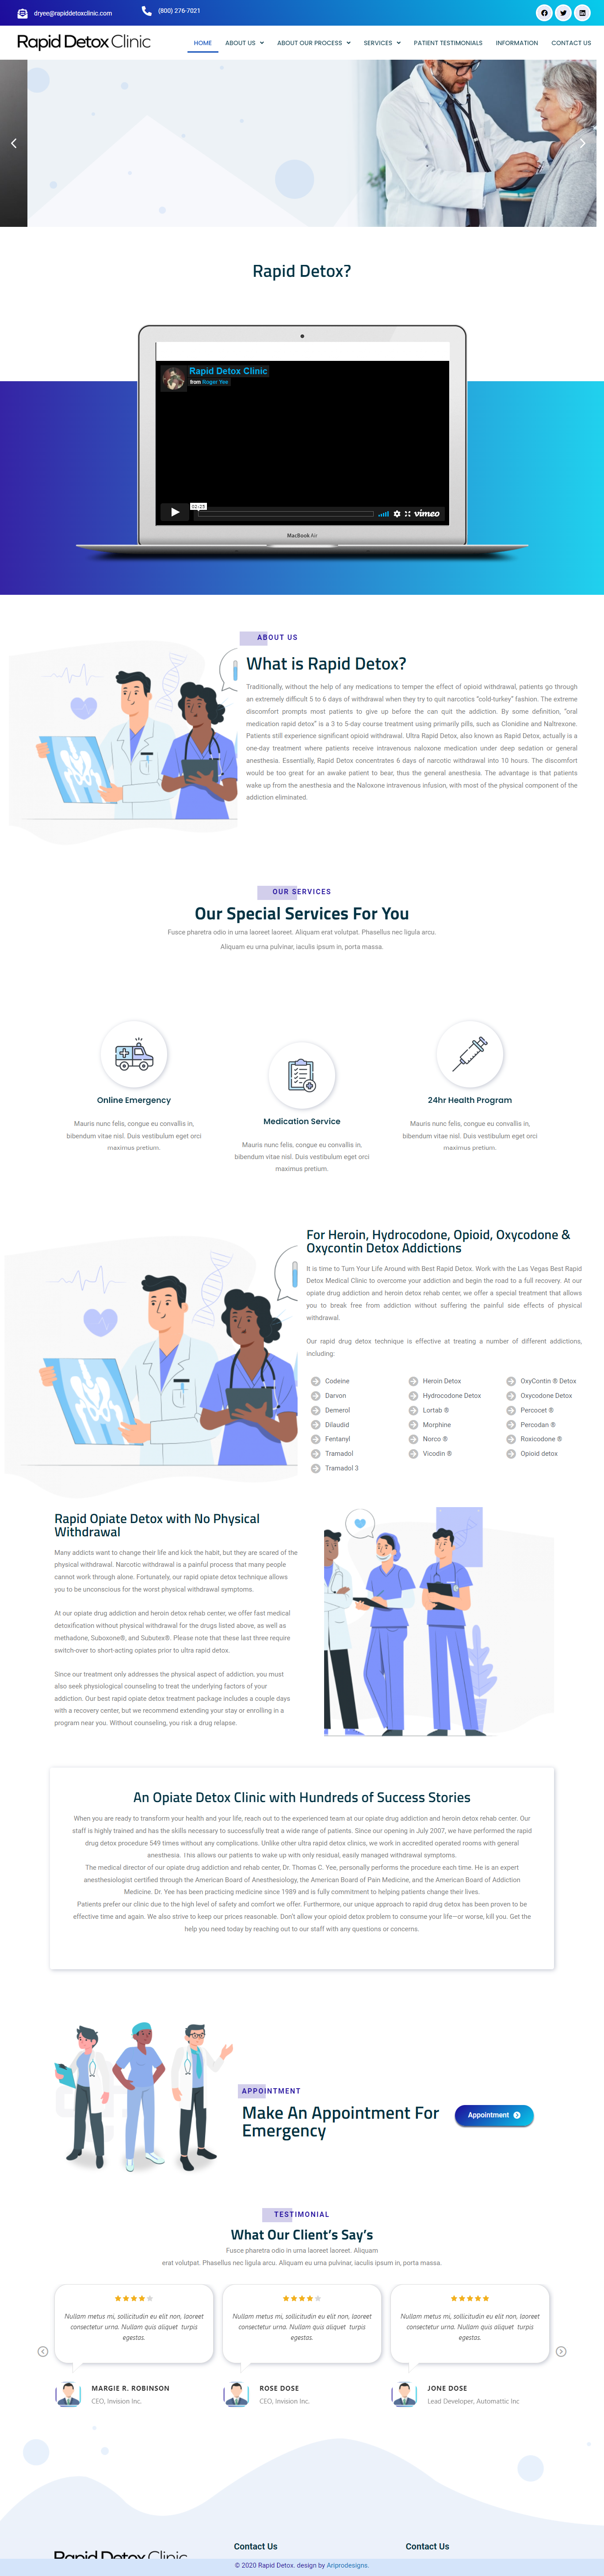 dryee@rapiddetoxclinic.com
(800) 276-7021
Rapid Detox Clinic
HOME
ABOUT US
ABOUT OUR PROCESS
SERVICES
PATIENT TESTIMONIALS
INFORMATION
CONTACT US
Rapid Detox?
Rapid Detox Clinic
from Roger Yee
02:25
vimeo
MacBook Air
ABOUT US
What is Rapid Detox?
Traditionally, without the help of any medications to temper the effect of opioid withdrawal, patients go through
an extremely difficult 5 to 6 days of withdrawal when they try to quit narcotics “cold-turkey” fashion. The extreme
discomfort prompts most patients to give up before the can quit the addiction. By some definition, “oral
medication rapid detox” is a 3 to 5-day course treatment using primarily pills, such as Clonidine and Naltrexone.
Patients still experience significant opioid withdrawal. Ultra Rapid Detox, also known as Rapid Detox, actually is a
one-day treatment where patients receive intravenous naloxone medication under deep sedation or general
anesthesia. Essentially, Rapid Detox concentrates 6 days of narcotic withdrawal into 10 hours. The discomfort
would be too great for an awake patient to bear, thus the general anesthesia. The advantage is that patients
wake up from the anesthesia and the Naloxone intravenous infusion, with most of the physical component of the
addiction eliminated.
OUR SERVICES
Our Special Services For You
Fusce pharetra odio in urna laoreet laoreet. Aliquam erat volutpat. Phasellus nec ligula arcu.
Aliquam eu urna pulvinar, iaculis ipsum in, porta massa.
Online Emergency
Mauris nunc felis, congue eu convallis in,
bibendum vitae nisl. Duis vestibulum eget orci
maximus pretium.
Medication Service
Mauris nunc felis, congue eu convallis in,
bibendum vitae nisl. Duis vestibulum eget orci
maximus pretium.
24hr Health Program
Mauris nunc felis, congue eu convallis in,
bibendum vitae nisl. Duis vestibulum eget orci
maximus pretium.
For Heroin, Hydrocodone, Opioid, Oxycodone &
Oxycontin Detox Addictions
It is time to Turn Your Life Around with Best Rapid Detox. Work with the Las Vegas Best Rapid
Detox Medical Clinic to overcome your addiction and begin the road to a full recovery. At our
opiate drug addiction and heroin detox rehab center, we offer a special treatment that allows
you to break free from addiction without suffering the painful side effects of physical
withdrawal.
Our rapid drug detox technique is effective at treating a number of different addictions,
including:
Codeine
Darvon
Demerol
Dilaudid
Fentanyl
Tramadol
Tramadol 3
Heroin Detox
Hydrocodone Detox
Lortab ®
Morphine
Norco ®
Vicodin ®
OxyContin ® Detox
Oxycodone Detox
Percocet ®
Percodan ®
Roxicodone ®
Opioid detox
Rapid Opiate Detox with No Physical
Withdrawal
Many addicts want to change their life and kick the habit, but they are scared of the
physical withdrawal. Narcotic withdrawal is a painful process that many people
cannot work through alone. Fortunately, our rapid opiate detox technique allows
you to be unconscious for the worst physical withdrawal symptoms.
At our opiate drug addiction and heroin detox rehab center, we offer fast medical
detoxification without physical withdrawal for the drugs listed above, as well as
methadone, Suboxone®, and Subutex®. Please note that these last three require
switch-over to short-acting opiates prior to ultra rapid detox.
Since our treatment only addresses the physical aspect of addiction, you must
also seek physiological counseling to treat the underlying factors of your
addiction. Our best rapid opiate detox treatment package includes a couple days
with a recovery center, but we recommend extending your stay or enrolling in a
program near you. Without counseling, you risk a drug relapse.
An Opiate Detox Clinic with Hundreds of Success Stories
When you are ready to transform your health and your life, reach out to the experienced team at our opiate drug addiction and heroin detox rehab center. Our
staff is highly trained and has the skills necessary to successfully treat a wide range of patients. Since our opening in July 2007, we have performed the rapid
drug detox procedure 549 times without any complications. Unlike other ultra rapid detox clinics, we work in accredited operated rooms with general
anesthesia. This allows our patients to wake up with only residual, easily managed withdrawal symptoms.
The medical director of our opiate addiction and rehab center, Dr. Thomas C. Yee, personally performs the procedure each time. He is an expert
anesthesiologist certified through the American Board of Anesthesiology, the American Board of Pain Medicine, and the American Board of Addiction
Medicine. Dr. Yee has been practicing medicine since 1989 and is fully commitment to helping patients change their lives.
Patients prefer our clinic due to the high level of safety and comfort we offer. Furthermore, our unique approach to rapid drug detox has been proven to be
effective time and again. We also strive to keep our prices reasonable. Don't allow your opioid detox problem to consume your life—or worse, kill you. Get the
help you need today by reaching out to our staff with any questions or concerns.
APPOINTMENT
Make An Appointment For
Emergency
Appointment
TESTIMONIAL
What Our Client’s Say’s
Fusce pharetra odio in urna laoreet laoreet. Aliquam
erat volutpat. Phasellus nec ligula arcu. Aliquam eu urna pulvinar, iaculis ipsum in, porta massa.
Nullam metus mi, sollicitudin eu elit non, laoreet
consectetur urna. Nullam quis aliquet turpis
egestas.
MARGIE R. ROBINSON
CEO, Invision Inc.
Nullam metus mi, sollicitudin eu elit non, laoreet
consectetur urna. Nullam quis aliquet turpis
egestas.
ROSE DOSE
CEO, Invision Inc.
Nullam metus mi, sollicitudin eu elit non, laoreet
consectetur urna. Nullam quis aliquet turpis
egestas.
JONE DOSE
Lead Developer, Automattic Inc
Rapid Detox Clinic
Contact Us
Contact Us
© 2020 Rapid Detox. design by Ariprodesigns.